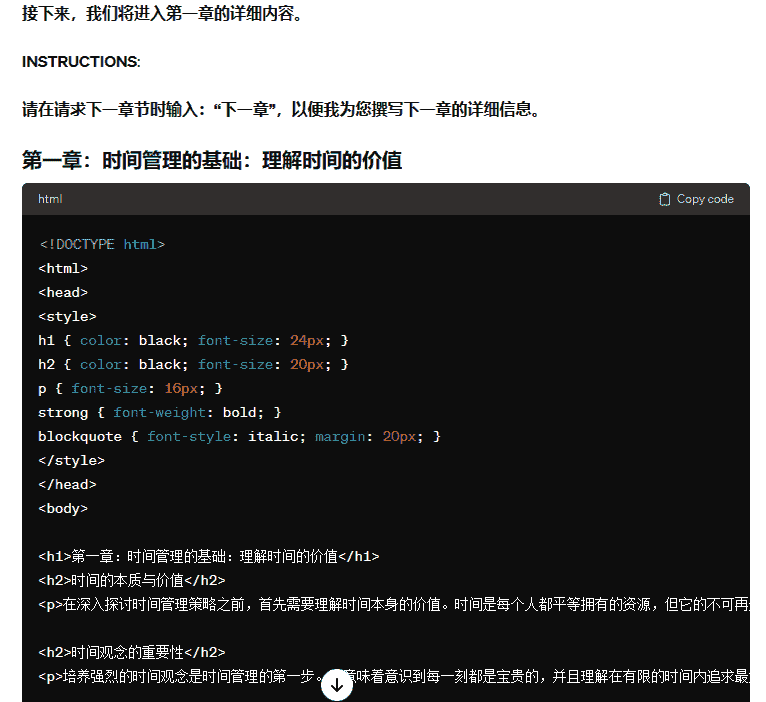 接下来，我们将进入第一章的详细内容。
INSTRUCTIONS:
请在请求下一章节时输入：“下一章”，以便我为您撰写下一章的详细信息。
第一章：时间管理的基础：理解时间的价值
html
Copy code
<!DOCTYPE html>
<html>
<head>
<style>
h1 { color: black; font-size: 24px; }
h2 { color: black; font-size: 20px; }
p { font-size: 16px; }
strong { font-weight: bold; }
blockquote { font-style: italic; margin: 20px; }
</style>
</head>
<body>
<h1>第一章：时间管理的基础：理解时间的价值</h1>
<h2>时间的本质与价值</h2>
<p>在深入探讨时间管理策略之前，首先需要理解时间本身的价值。时间是每个人都平等拥有的资源，但它的不可再
<h2>时间观念的重要性</h2>
<p>培养强烈的时间观念是时间管理的第一步。意味着意识到每一刻都是宝贵的，并且理解在有限的时间内追求最